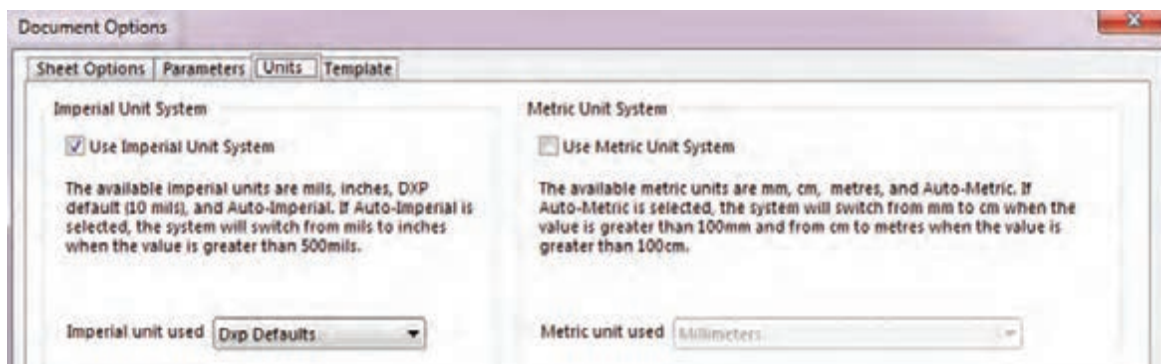 Document Options
Sheet Options Parameters Units Template
Imperial Unit System
Use Imperial Unit System
The available imperial units are mils, inches, DXP
default (10 mils), and Auto-Imperial. If Auto-Imperial is
selected, the system will switch from mils to inches
when the value is greater than 500mils.
Imperial unit used Dxp Defaults
Metric Unit System
Use Metric Unit System
The available metric units are mm, cm, metres, and Auto-Metric. If
Auto-Metric is selected, the system will switch from mm to cm when the
value is greater than 100mm and from cm to metres when the value is
greater than 100cm.
Metric unit used Millimeters